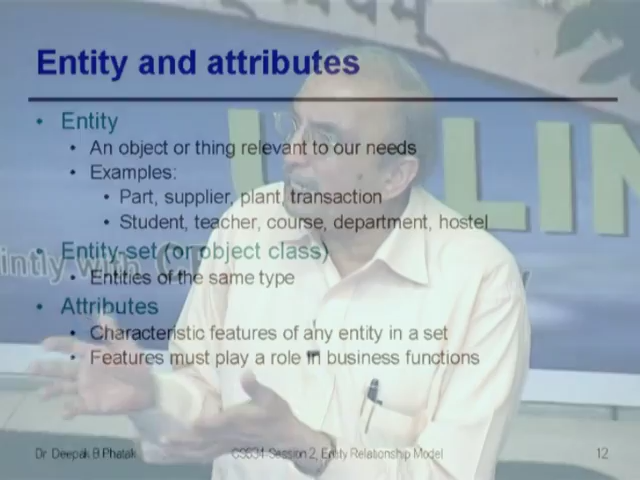 Entity and attributes
• Entity
• An object or thing relevant to our needs
• Examples:
• Part, supplier, plant, transaction
• Student, teacher, course, department, hostel
• Entity-set (or object class)
intly with
• Entities of the same type
• Attributes
• Characteristic features of any entity in a set
• Features must play a role in business functions
Dr. Deepak B Phatak
Session 2, Entity Relationship Model
12